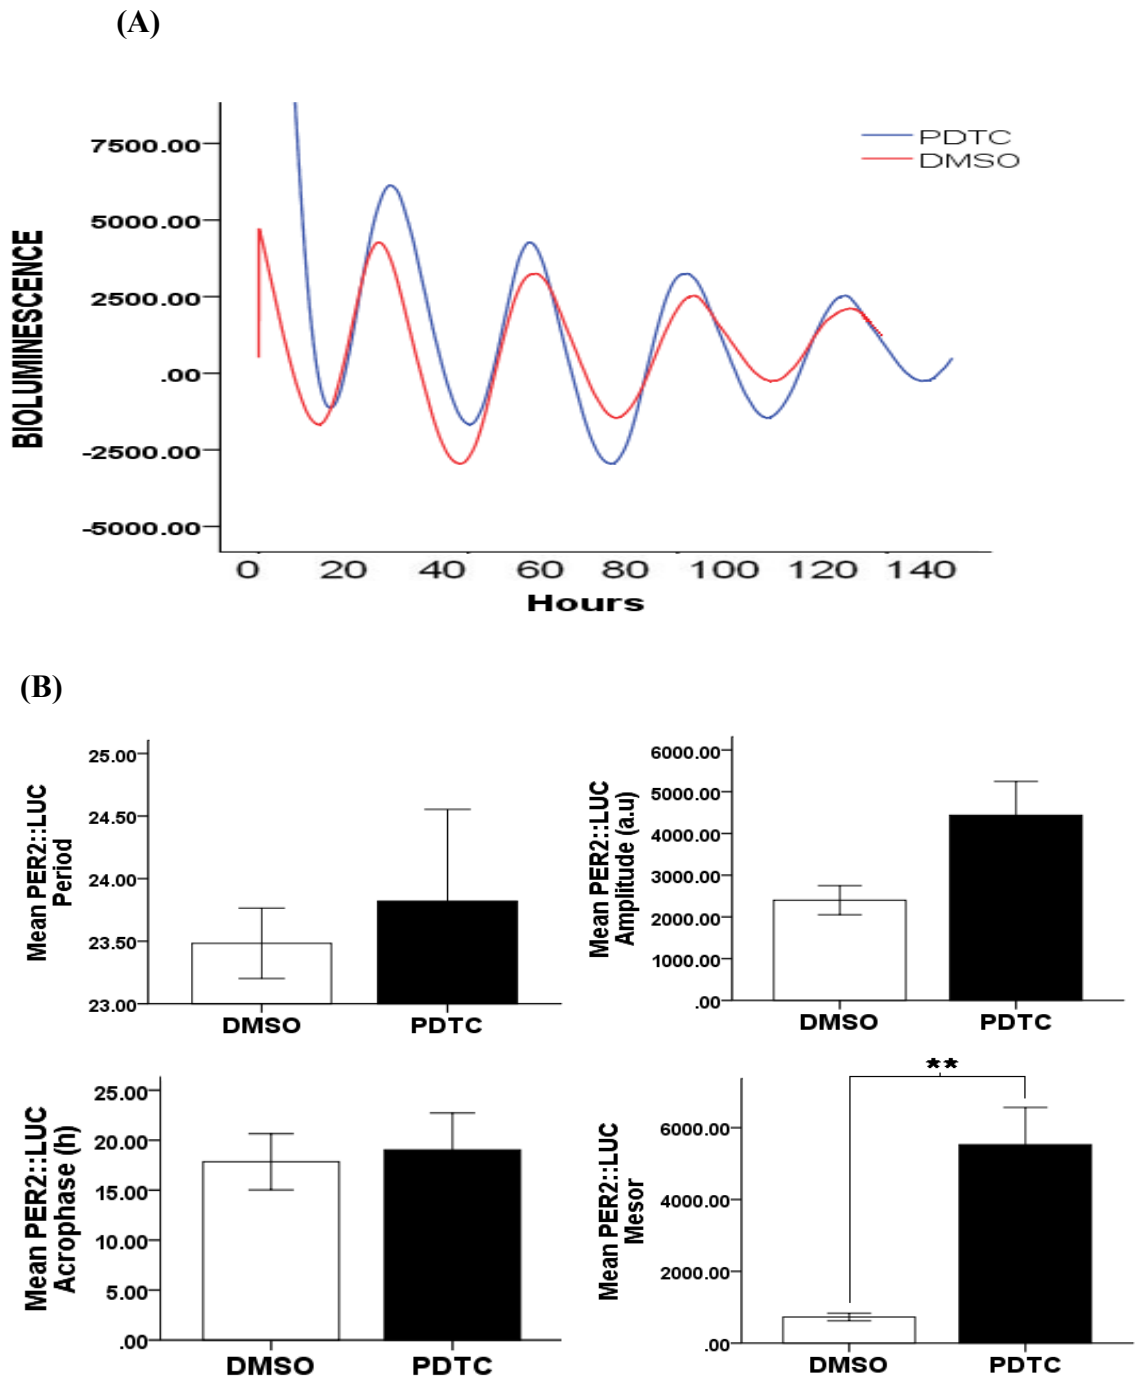 (A)
7500.00
5000.00
2500.00
.00
-2500.00
-5000.00
BIOLUMINESCENCE
PDTC
DMSO
0 20 40 60 80 100 120 140
Hours
(B)
Mean PER2::LUC
Period
25.00
24.50
24.00
23.50
23.00
DMSO PDTC
Mean PER2::LUC
Amplitude (a.u)
6000.00
5000.00
4000.00
3000.00
2000.00
1000.00
.00
DMSO PDTC
Mean PER2::LUC
Acrophase (h)
25.00
20.00
15.00
10.00
5.00
.00
DMSO PDTC
Mean PER2::LUC
Mesor
**
6000.00
4000.00
2000.00
.00
DMSO PDTC